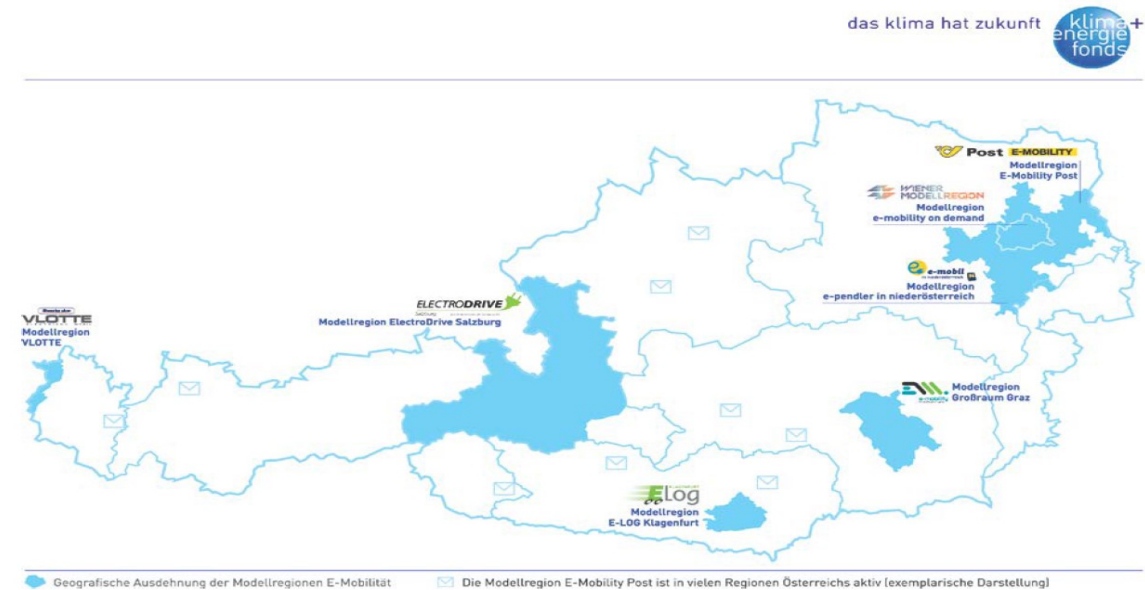 das klima hat zukunft
klima+
energie
fonds
Post E-MOBILITY
Modellregion
E-Mobility Post
WIENER
MODELLREGION
Modellregion
e-mobility on demand
e-mobil
in niederösterreich
Modellregion
e-pendler in niederösterreich
ELECTRODRIVE
Salzburg
Modellregion ElectroDrive Salzburg
VLOTTE
Modellregion
VLOTTE
Modellregion
Großraum Graz
ELog
Modellregion
E-LOG Klagenfurt
Geografische Ausdehnung der Modellregionen E-Mobilität
Die Modellregion E-Mobility Post ist in vielen Regionen Österreichs aktiv (exemplarische Darstellung)